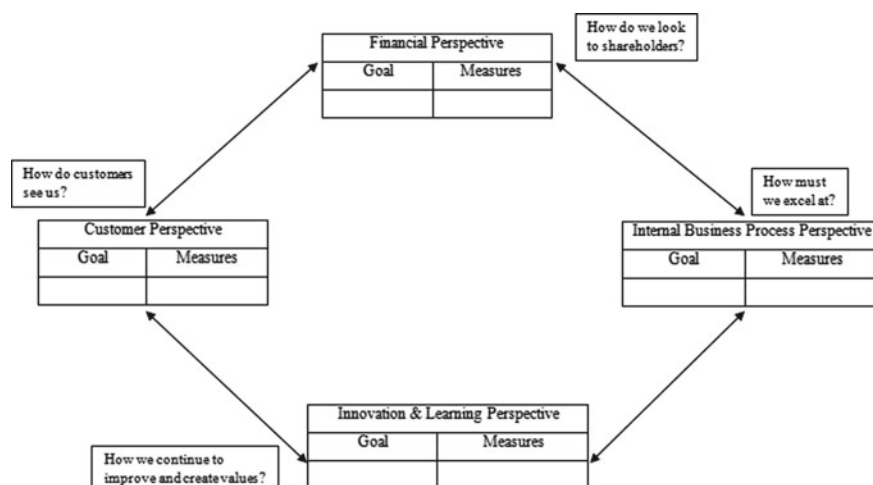 Financial Perspective
Goal Measures
How do we look
to shareholders?
How do customers
see us?
Customer Perspective
Goal Measures
How must
we excel at?
Internal Business Process Perspective
Goal Measures
Innovation & Learning Perspective
Goal Measures
How we continue to
improve and create values?